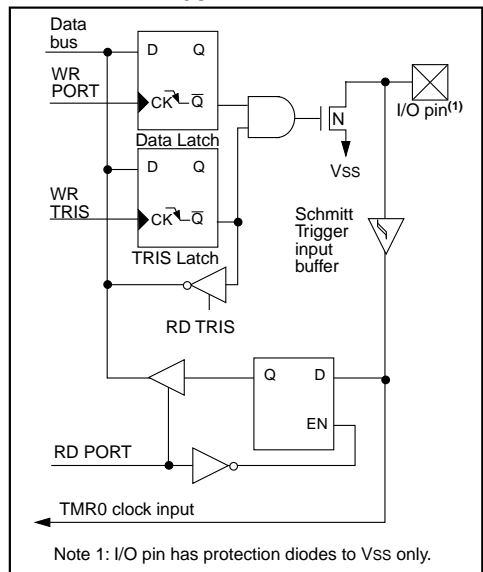 Data
bus
D Q
WR
PORT
CK Q
N
I/O pin(1)
Data Latch
VSS
D Q
WR
TRIS
CK Q
TRIS Latch
Schmitt
Trigger
input
buffer
RD TRIS
Q D
EN
RD PORT
TMR0 clock input
Note 1: I/O pin has protection diodes to VSS only.